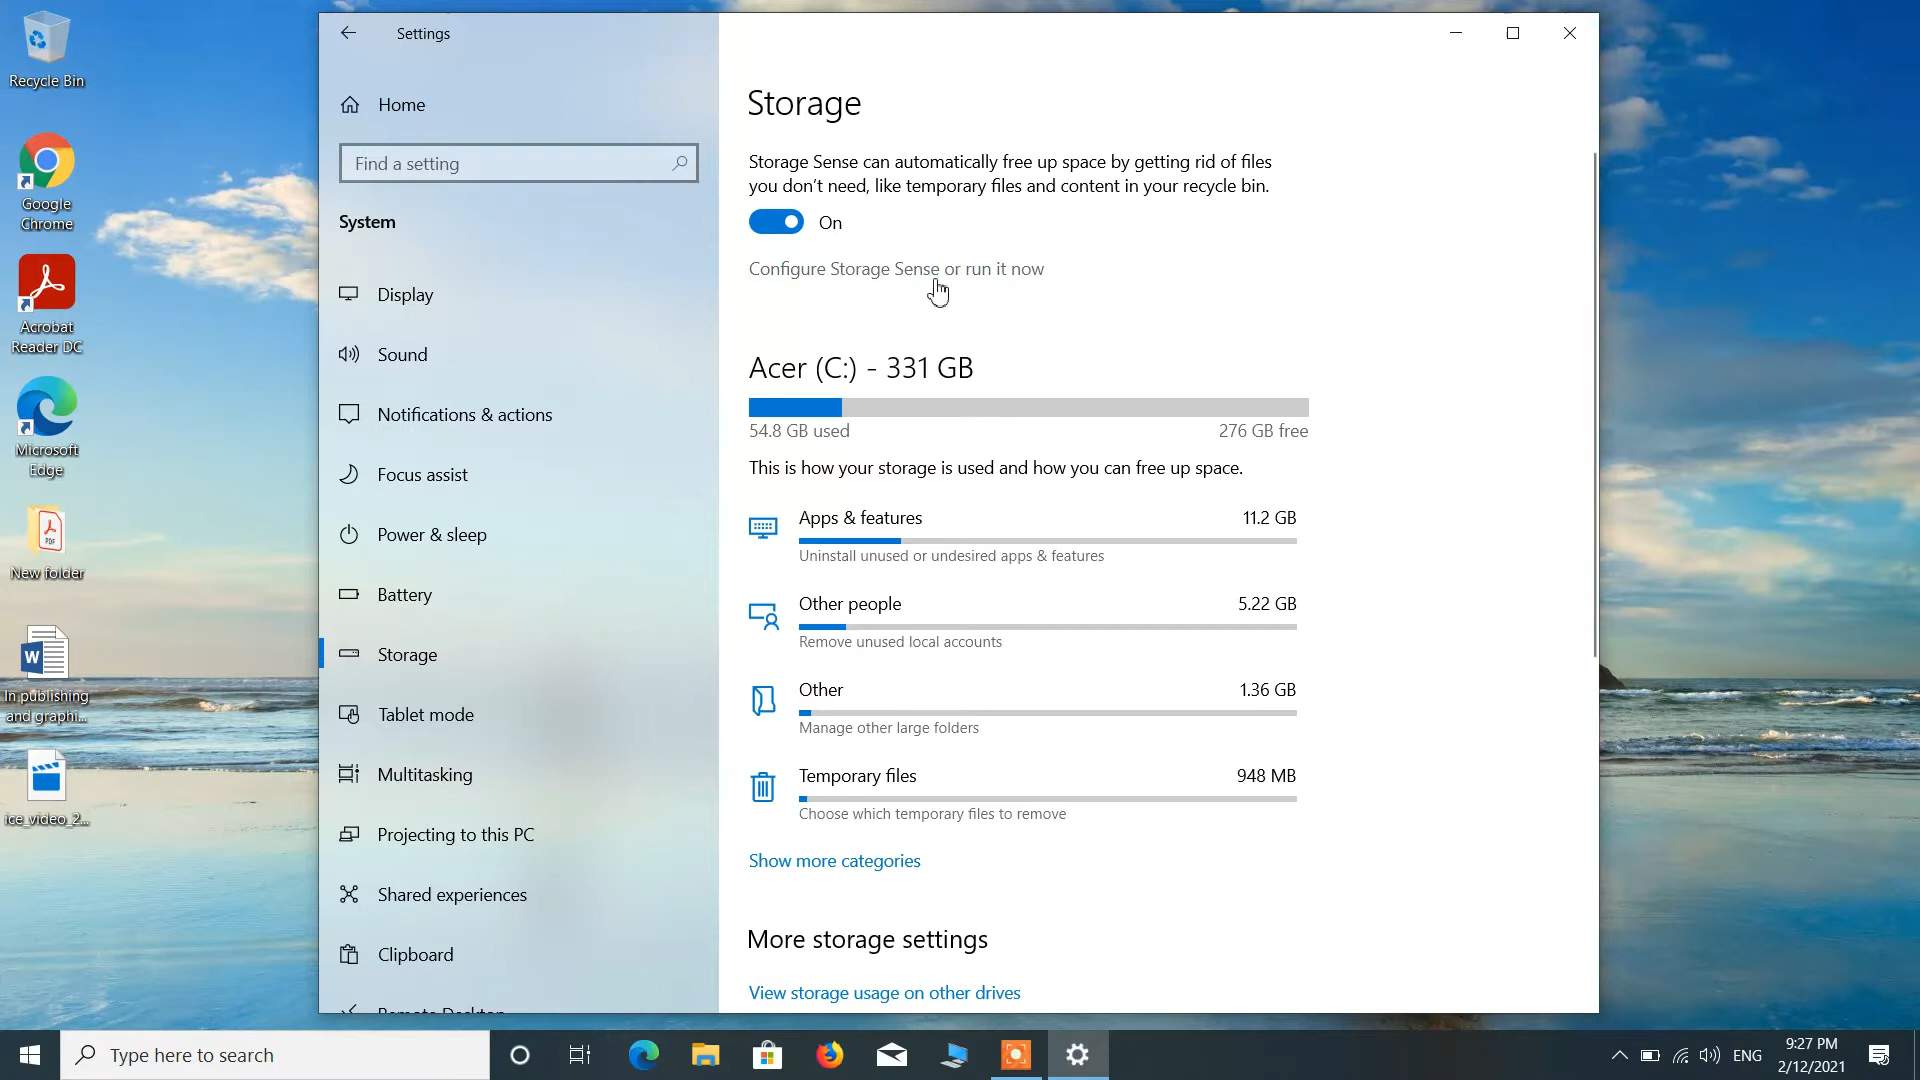 Recycle Bin
Google
Chrome
Acrobat
Reader DC
Microsoft
Edge
PDF
New folder
W
In publishing
and graphi...
ice_video_2...
Settings
Home
Find a setting
System
Display
Sound
Notifications & actions
Focus assist
Power & sleep
Battery
Storage
Tablet mode
Multitasking
Projecting to this PC
Shared experiences
Clipboard
Remote Desktop
Storage
Storage Sense can automatically free up space by getting rid of files
you don't need, like temporary files and content in your recycle bin.
On
Configure Storage Sense or run it now
Acer (C:) - 331 GB
54.8 GB used 276 GB free
This is how your storage is used and how you can free up space.
Apps & features 11.2 GB
Uninstall unused or undesired apps & features
Other people 5.22 GB
Remove unused local accounts
Other 1.36 GB
Manage other large folders
Temporary files 948 MB
Choose which temporary files to remove
Show more categories
More storage settings
View storage usage on other drives
Type here to search
ENG
9:27 PM
2/12/2021